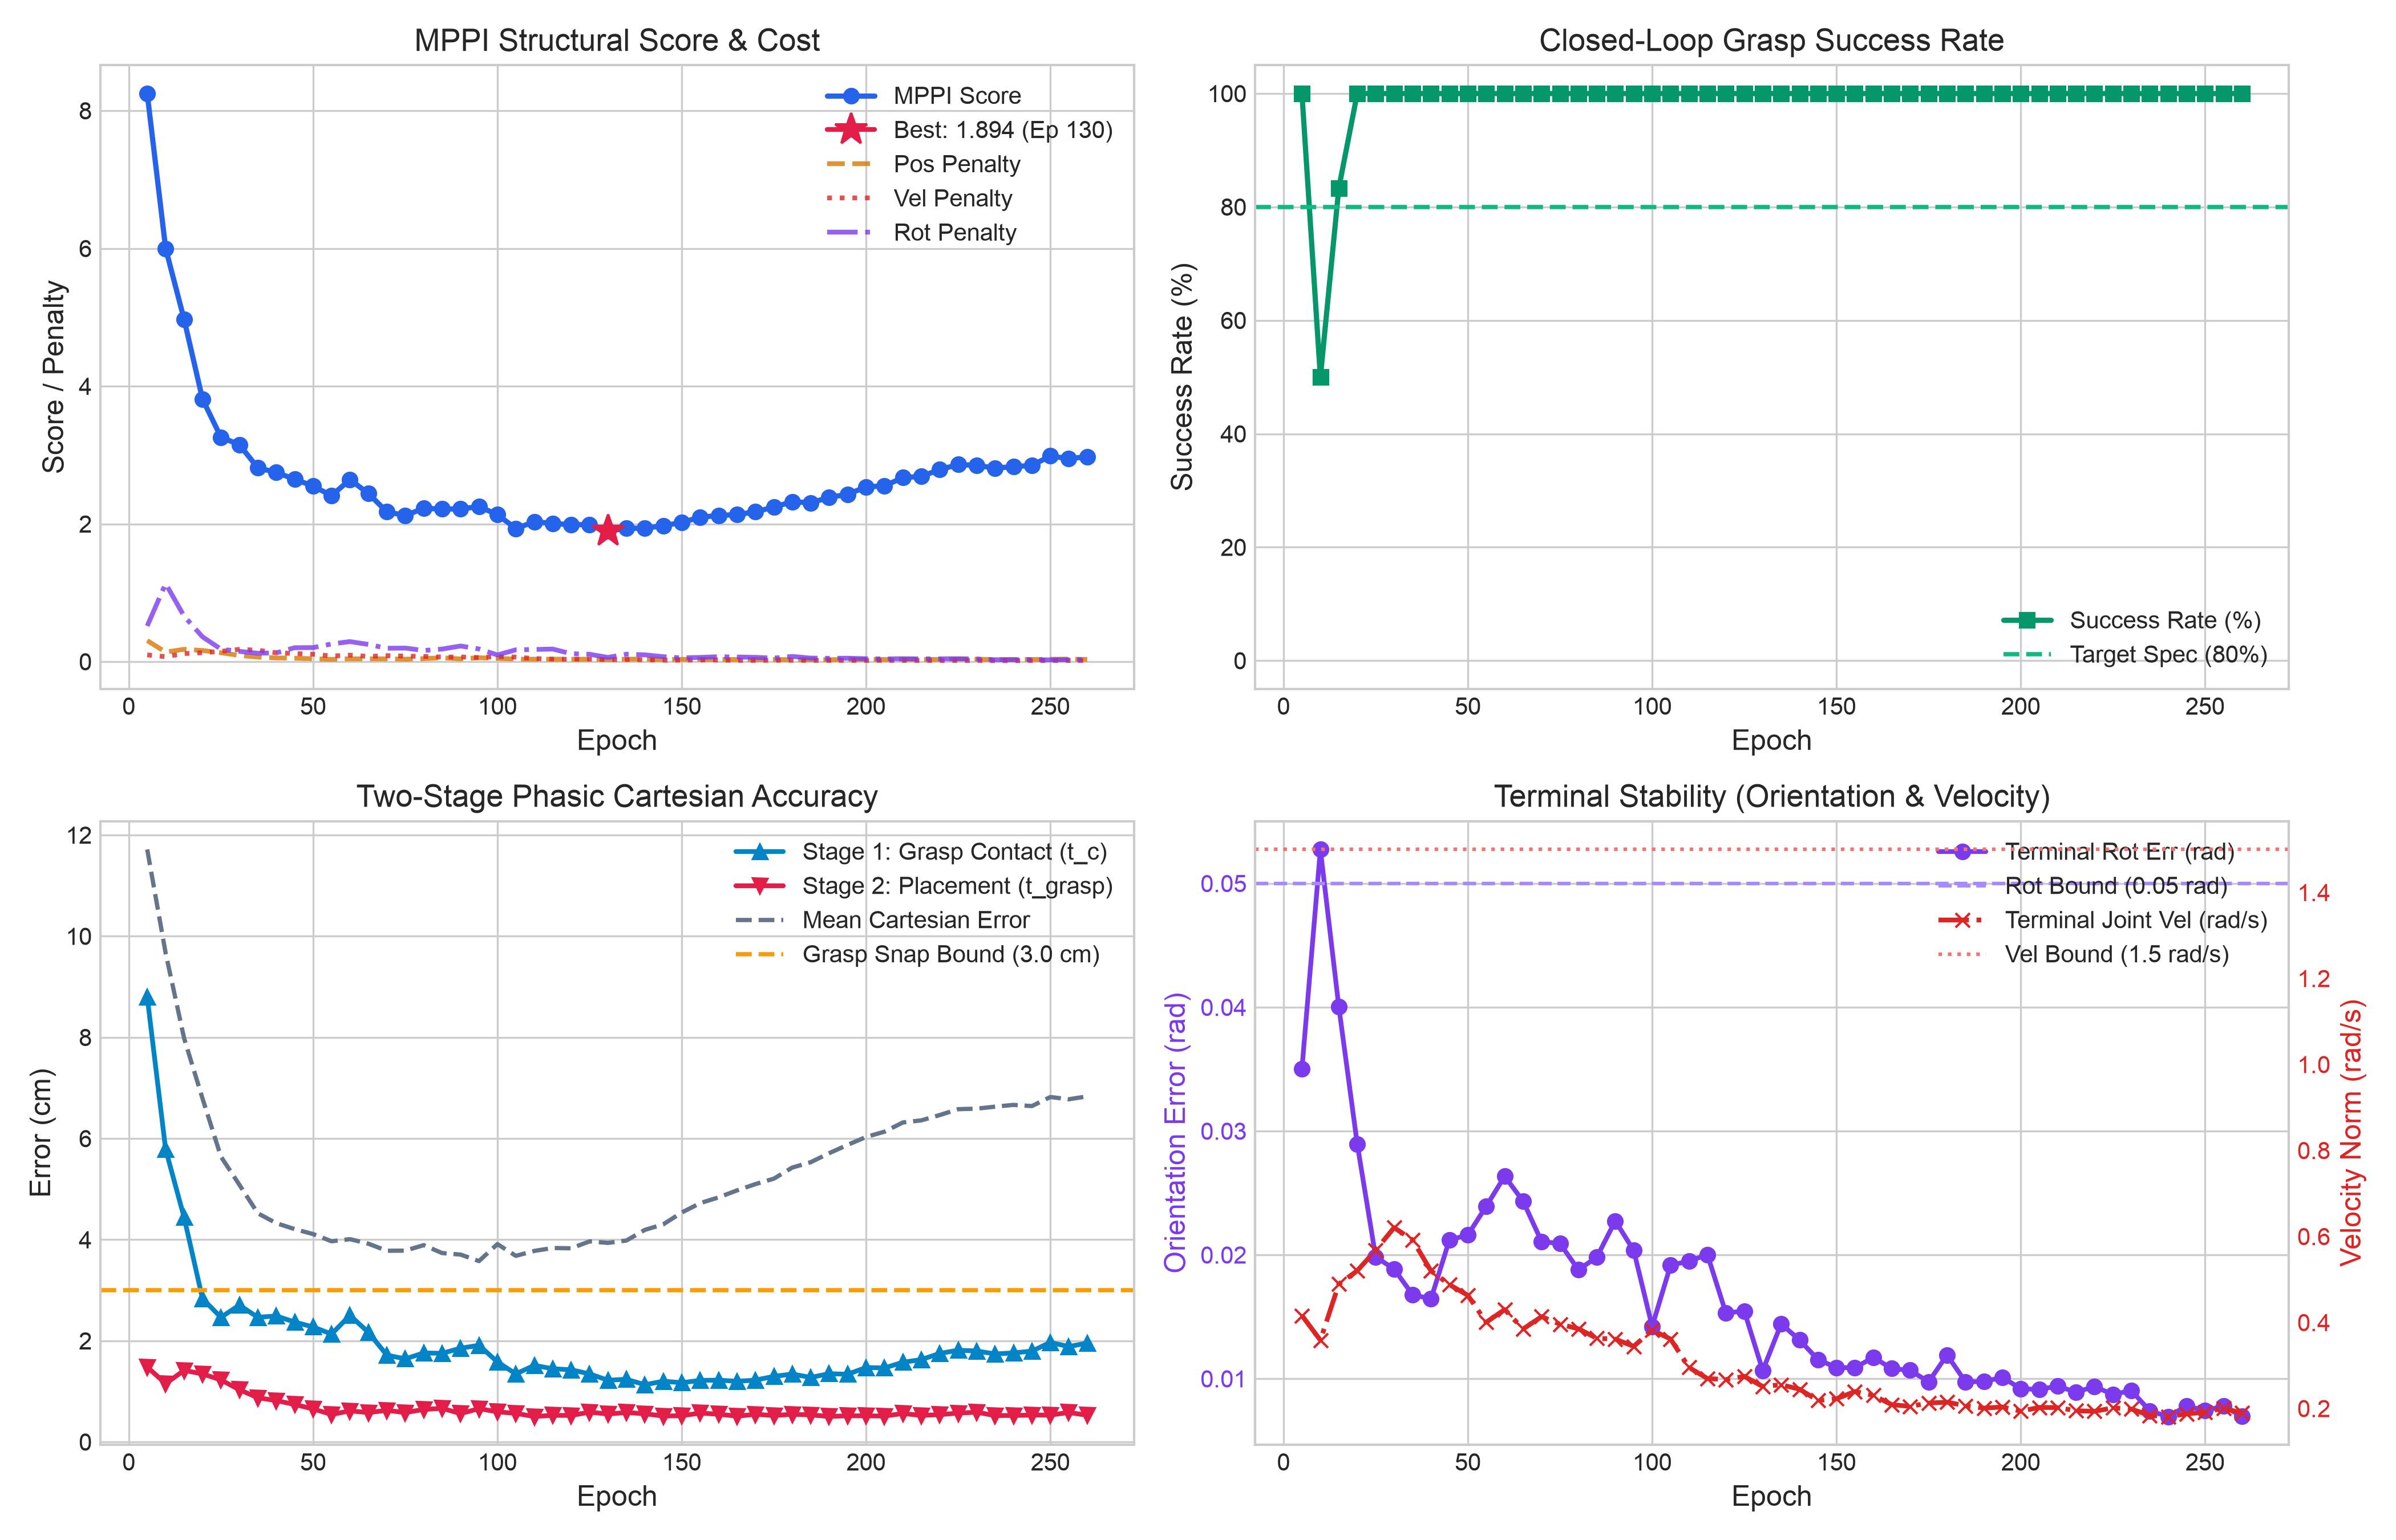 MPPI Structural Score & Cost
8
6
4
2
0
Score / Penalty
MPPI Score
Best: 1.894 (Ep 130)
Pos Penalty
Vel Penalty
Rot Penalty
0 50 100 150 200 250
Epoch
Closed-Loop Grasp Success Rate
100
80
60
40
20
0
Success Rate (%)
Success Rate (%)
Target Spec (80%)
0 50 100 150 200 250
Epoch
Two-Stage Phasic Cartesian Accuracy
12
10
8
6
4
2
0
Error (cm)
Stage 1: Grasp Contact (t_c)
Stage 2: Placement (t_grasp)
Mean Cartesian Error
Grasp Snap Bound (3.0 cm)
0 50 100 150 200 250
Epoch
Terminal Stability (Orientation & Velocity)
0.05
0.04
0.03
0.02
0.01
Orientation Error (rad)
Terminal Rot Err (rad)
Rot Bound (0.05 rad)
Terminal Joint Vel (rad/s)
Vel Bound (1.5 rad/s)
1.4
1.2
1.0
0.8
0.6
0.4
0.2
Velocity Norm (rad/s)
0 50 100 150 200 250
Epoch